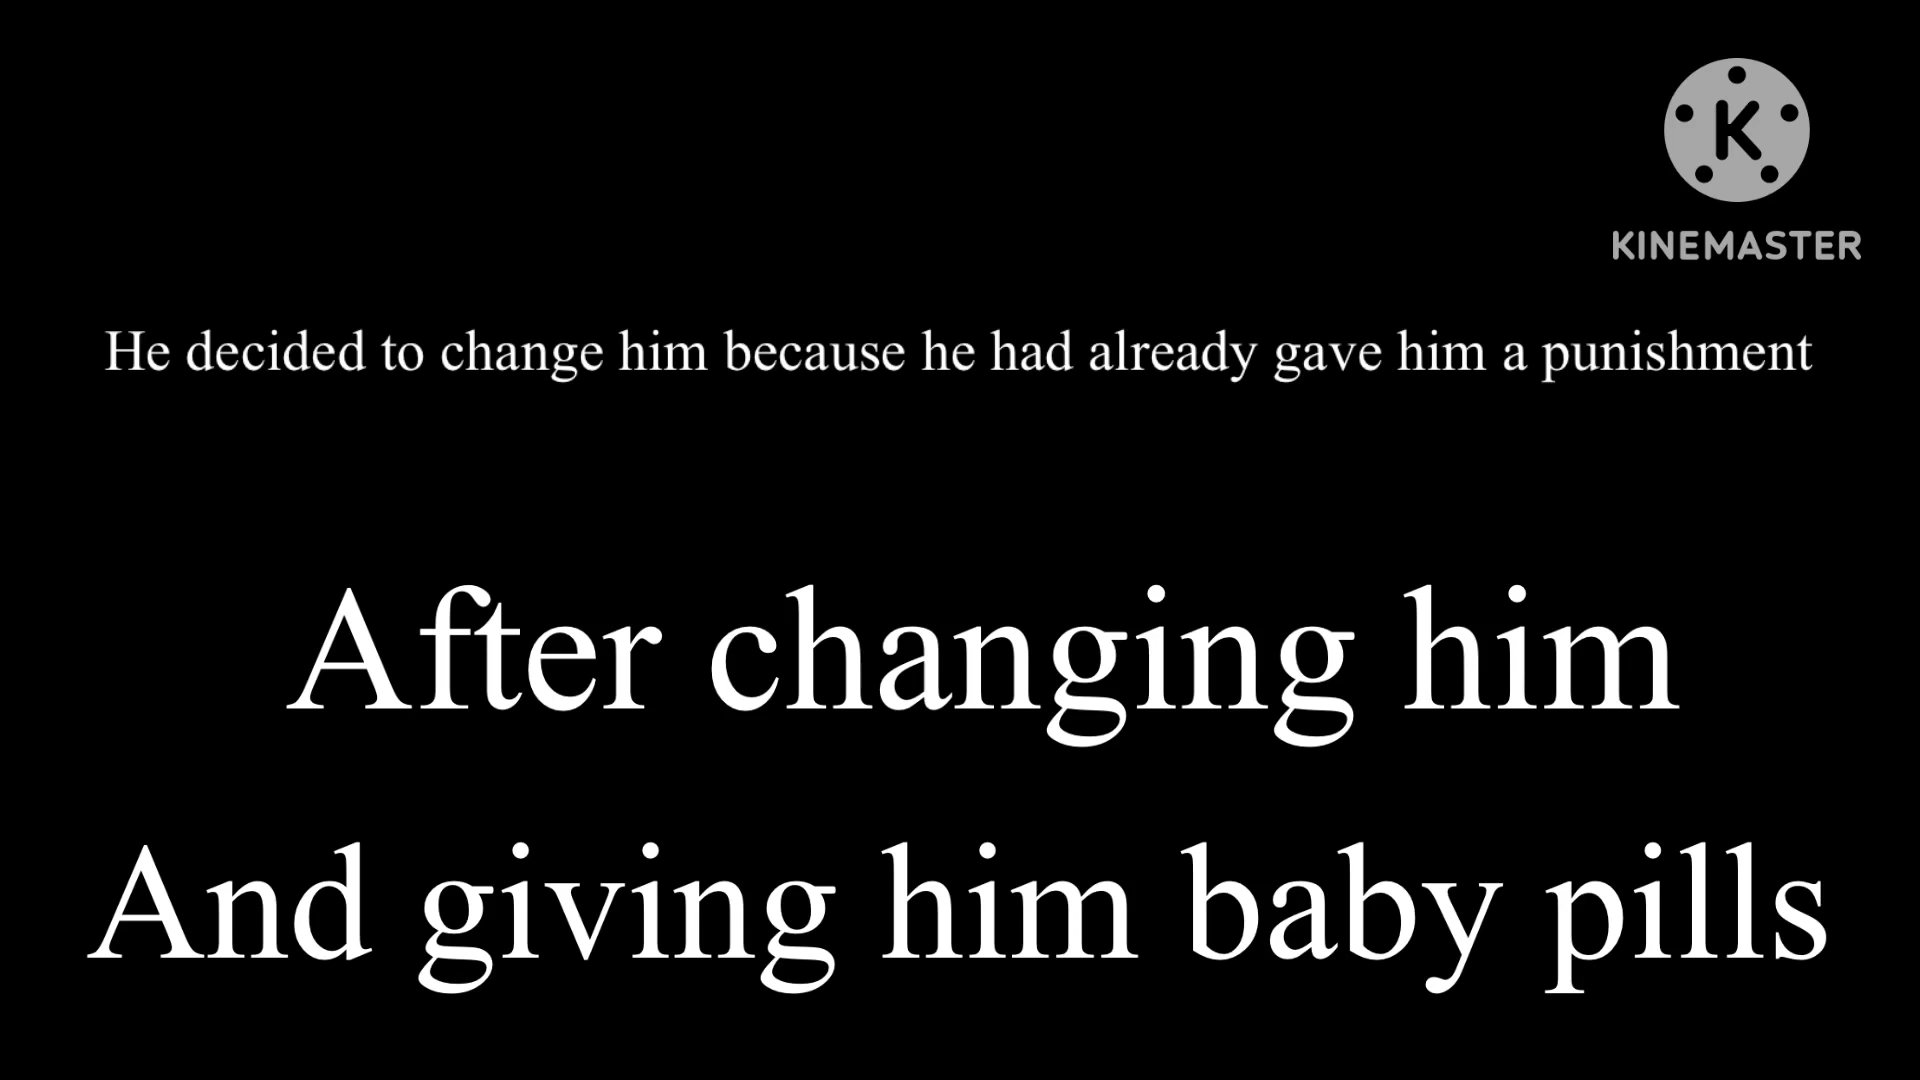 K
KINEMASTER
He decided to change him because he had already gave him a punishment
After changing him
And giving him baby pills